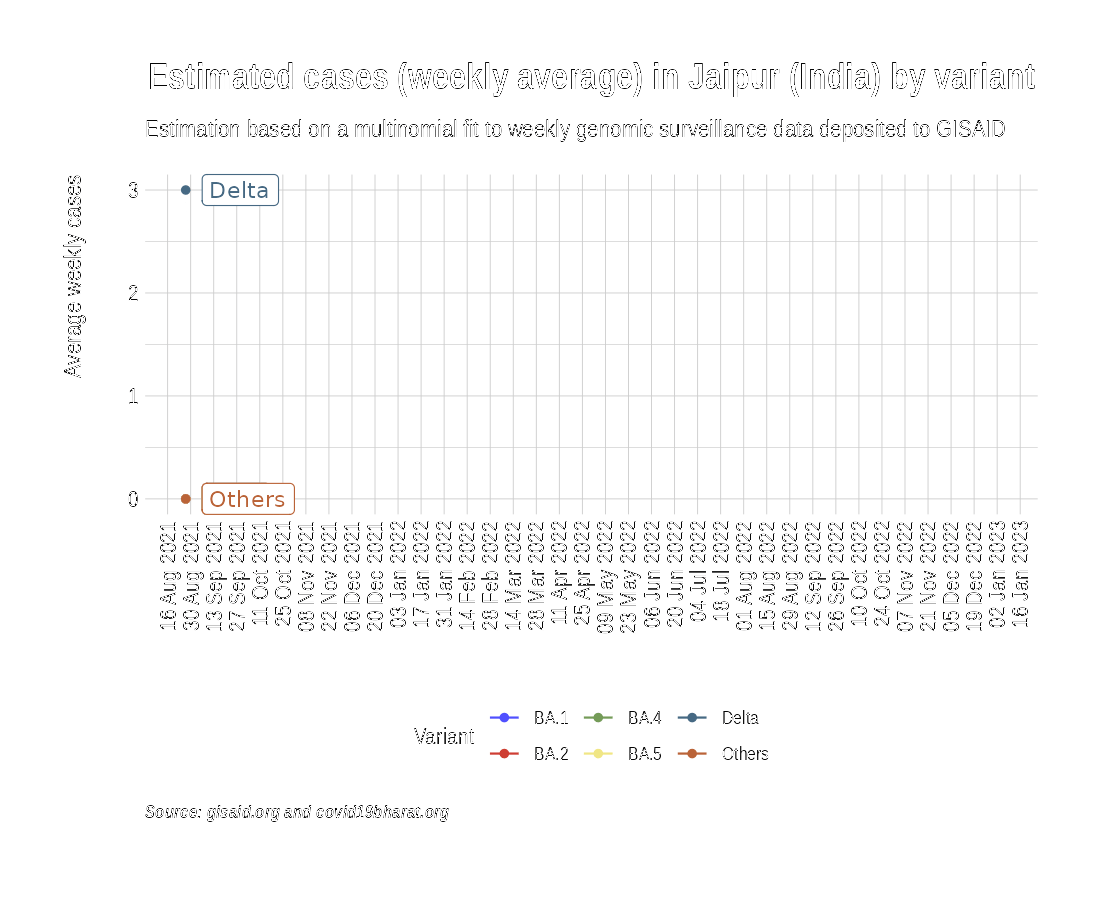 Estimated cases (weekly average) in Jaipur (India) by variant
Estimation based on a multinomial fit to weekly genomic surveillance data deposited to GISAID
Average weekly cases
3
2
1
0
Delta
Others
16 Aug 2021
30 Aug 2021
13 Sep 2021
27 Sep 2021
11 Oct 2021
25 Oct 2021
08 Nov 2021
22 Nov 2021
06 Dec 2021
20 Dec 2021
03 Jan 2022
17 Jan 2022
31 Jan 2022
14 Feb 2022
28 Feb 2022
14 Mar 2022
28 Mar 2022
11 Apr 2022
25 Apr 2022
09 May 2022
23 May 2022
06 Jun 2022
20 Jun 2022
04 Jul 2022
18 Jul 2022
01 Aug 2022
15 Aug 2022
29 Aug 2022
12 Sep 2022
26 Sep 2022
10 Oct 2022
24 Oct 2022
07 Nov 2022
21 Nov 2022
05 Dec 2022
19 Dec 2022
02 Jan 2023
16 Jan 2023
Variant
BA.1 BA.4 Delta
BA.2 BA.5 Others
Source: gisaid.org and covid19bharat.org